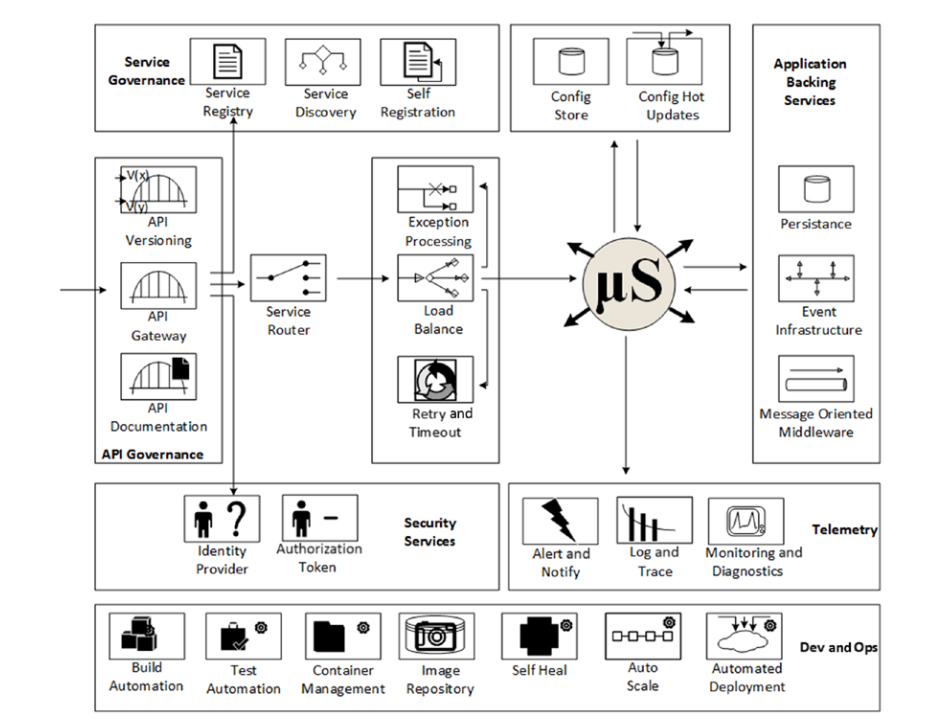 Service
Governance
Service
Registry
Service
Discovery
Self
Registration
Config
Store
Config Hot
Updates
Application
Backing
Services
Persistance
Event
Infrastructure
Message Oriented
Middleware
V(x)
V(y)
API
Versioning
API
Gateway
API
Documentation
API Governance
Service
Router
Exception
Processing
Load
Balance
Retry and
Timeout
μS
Identity
Provider
Authorization
Token
Security
Services
Alert and
Notify
Log and
Trace
Monitoring and
Diagnostics
Telemetry
Build
Automation
Test
Automation
Container
Management
Image
Repository
Self Heal
Auto
Scale
Automated
Deployment
Dev and Ops